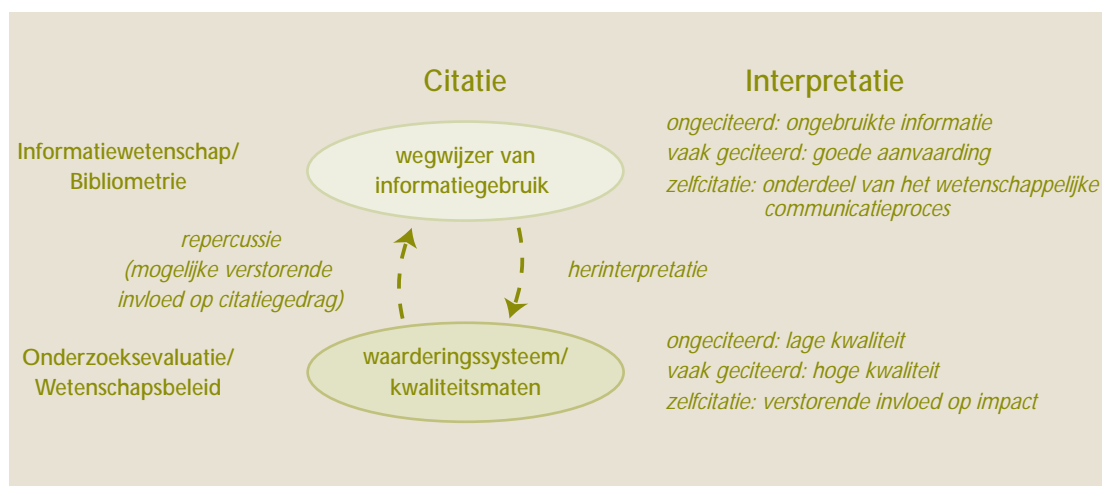 Citatie
Interpretatie
Informatiewetenschap/
Bibliometrie
wegwijzer van
informatiegebruik
ongeciteerd: ongebruikte informatie
vaak geciteerd: goede aanvaarding
zelfcitatie: onderdeel van het wetenschappelijke
communicatieproces
repercussie
(mogelijke verstorende
invloed op citatiegedrag)
herinterpretatie
Onderzoeksevaluatie/
Wetenschapsbeleid
waarderingssysteem/
kwaliteitsmaten
ongeciteerd: lage kwaliteit
vaak geciteerd: hoge kwaliteit
zelfcitatie: verstorende invloed op impact